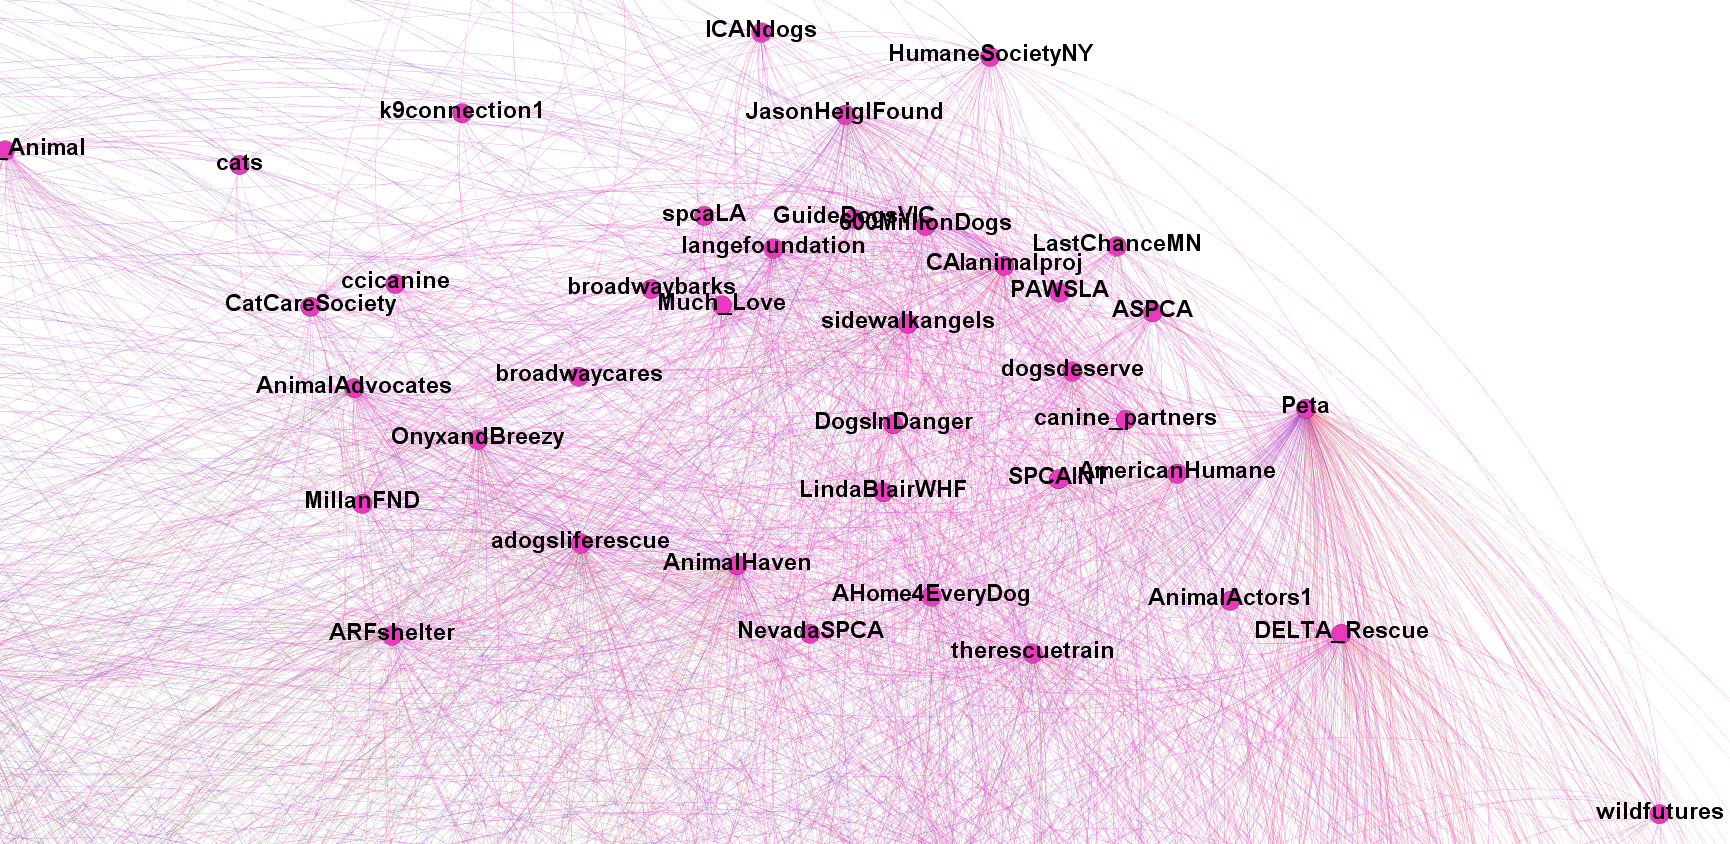 ICANdogs
HumaneSocietyNY
k9connection1
JasonHeiglFound
_Animal
cats
spcaLA
GuideDogsVIC
600MillionDogs
langefoundation
LastChanceMN
CAIanimalproj
ccicanine
broadwaybarks
PAWSLA
CatCareSociety
Much_Love
ASPCA
sidewalkangels
broadwaycares
dogsdeserve
AnimalAdvocates
Peta
DogsInDanger
canine_partners
OnyxandBreezy
SPCAINT
AmericanHumane
LindaBlairWHF
MillanFND
adogsliferescue
AnimalHaven
AHome4EveryDog
AnimalActors1
ARFshelter
NevadaSPCA
DELTA_Rescue
therescuetrain
wildfutures